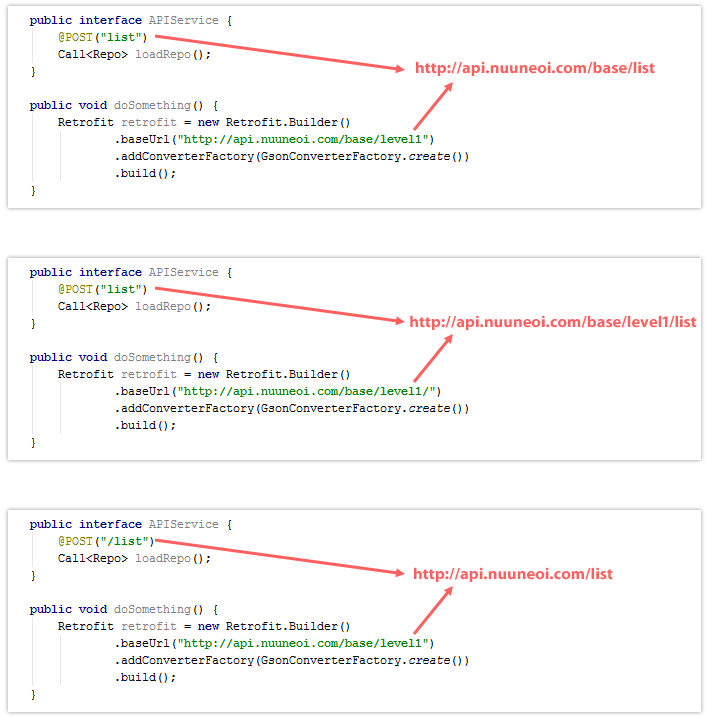 public interface APIService {
@POST("list")
Call<Repo> loadRepo();
}
http://api.nuuneoi.com/base/list
public void doSomething() {
Retrofit retrofit = new Retrofit.Builder()
.baseUrl("http://api.nuuneoi.com/base/level1")
.addConverterFactory(GsonConverterFactory.create())
.build();
}
public interface APIService {
@POST("list")
Call<Repo> loadRepo();
}
http://api.nuuneoi.com/base/level1/list
public void doSomething() {
Retrofit retrofit = new Retrofit.Builder()
.baseUrl("http://api.nuuneoi.com/base/level1/")
.addConverterFactory(GsonConverterFactory.create())
.build();
}
public interface APIService {
@POST("/list")
Call<Repo> loadRepo();
}
http://api.nuuneoi.com/list
public void doSomething() {
Retrofit retrofit = new Retrofit.Builder()
.baseUrl("http://api.nuuneoi.com/base/level1")
.addConverterFactory(GsonConverterFactory.create())
.build();
}